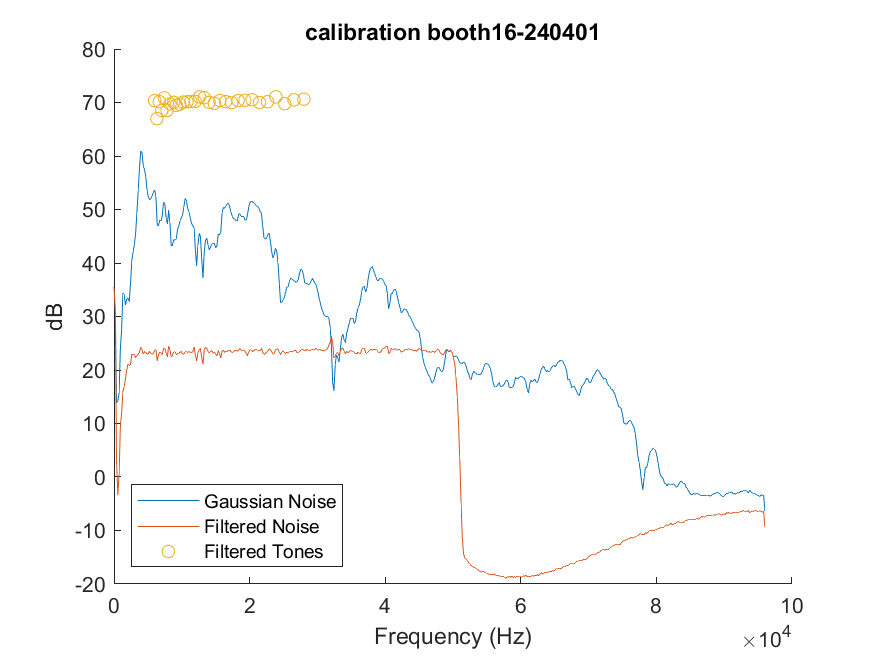 calibration booth16-240401
80
70
60
50
40
30
20
10
0
-10
-20
dB
Gaussian Noise
Filtered Noise
Filtered Tones
0 2 4 6 8 10
Frequency (Hz)
×10⁴